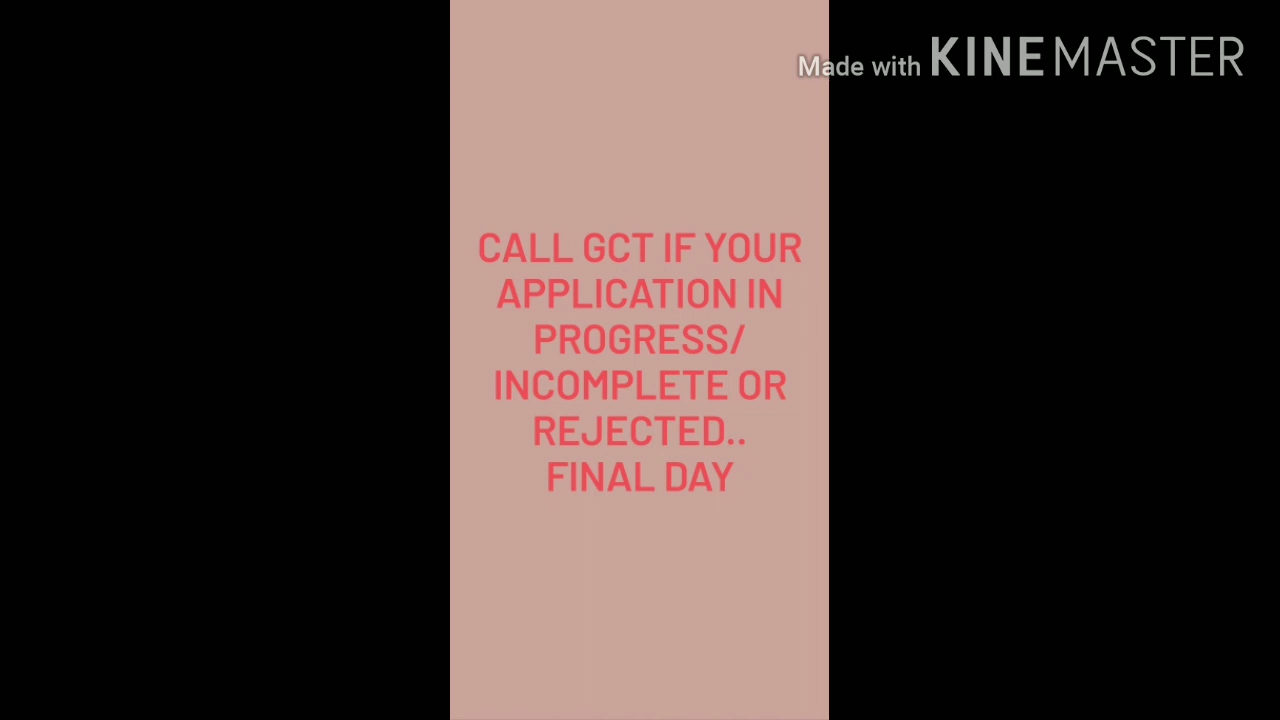 Made with KINEMASTER
CALL GCT IF YOUR
APPLICATION IN
PROGRESS/
INCOMPLETE OR
REJECTED..
FINAL DAY